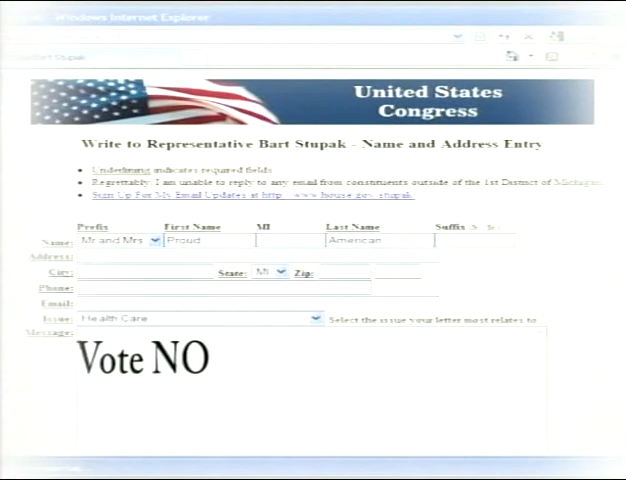 Windows Internet Explorer
Bart Stupak
United States
Congress
Write to Representative Bart Stupak - Name and Address Entry
Underlining indicates required fields
Regrettably, I am unable to reply to any email from constituents outside of the 1st District of Michigan.
Sign Up For My Email Updates at http www.house.gov stupak
Prefix First Name MI Last Name Suffix
Name: Mr and Mrs Proud American
Address:
City: State: MI Zip:
Phone:
Email:
Issue: Health Care Select the issue your letter most relates to
Message:
Vote NO